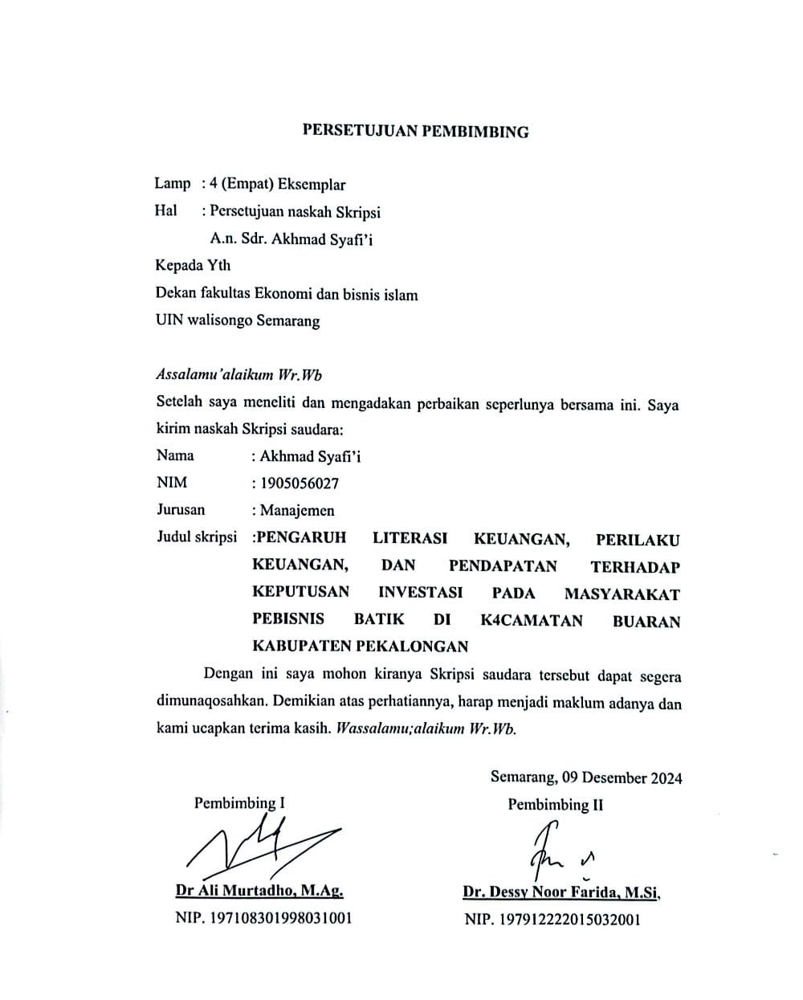 PERSETUJUAN PEMBIMBING
Lamp : 4 (Empat) Eksemplar
Hal : Persetujuan naskah Skripsi
A.n. Sdr. Akhmad Syafi’i
Kepada Yth
Dekan fakultas Ekonomi dan bisnis islam
UIN walisongo Semarang
Assalamu’alaikum Wr.Wb
Setelah saya meneliti dan mengadakan perbaikan seperlunya bersama ini. Saya
kirim naskah Skripsi saudara:
Nama : Akhmad Syafi’i
NIM : 1905056027
Jurusan : Manajemen
Judul skripsi :PENGARUH LITERASI KEUANGAN, PERILAKU
KEUANGAN, DAN PENDAPATAN TERHADAP
KEPUTUSAN INVESTASI PADA MASYARAKAT
PEBISNIS BATIK DI K4CAMATAN BUARAN
KABUPATEN PEKALONGAN
Dengan ini saya mohon kiranya Skripsi saudara tersebut dapat segera
dimunaqosahkan. Demikian atas perhatiannya, harap menjadi maklum adanya dan
kami ucapkan terima kasih. Wassalamu;alaikum Wr.Wb.
Semarang, 09 Desember 2024
Pembimbing I Pembimbing II
Dr Ali Murtadho, M.Ag. Dr. Dessy Noor Farida, M.Si,
NIP. 197108301998031001 NIP. 197912222015032001